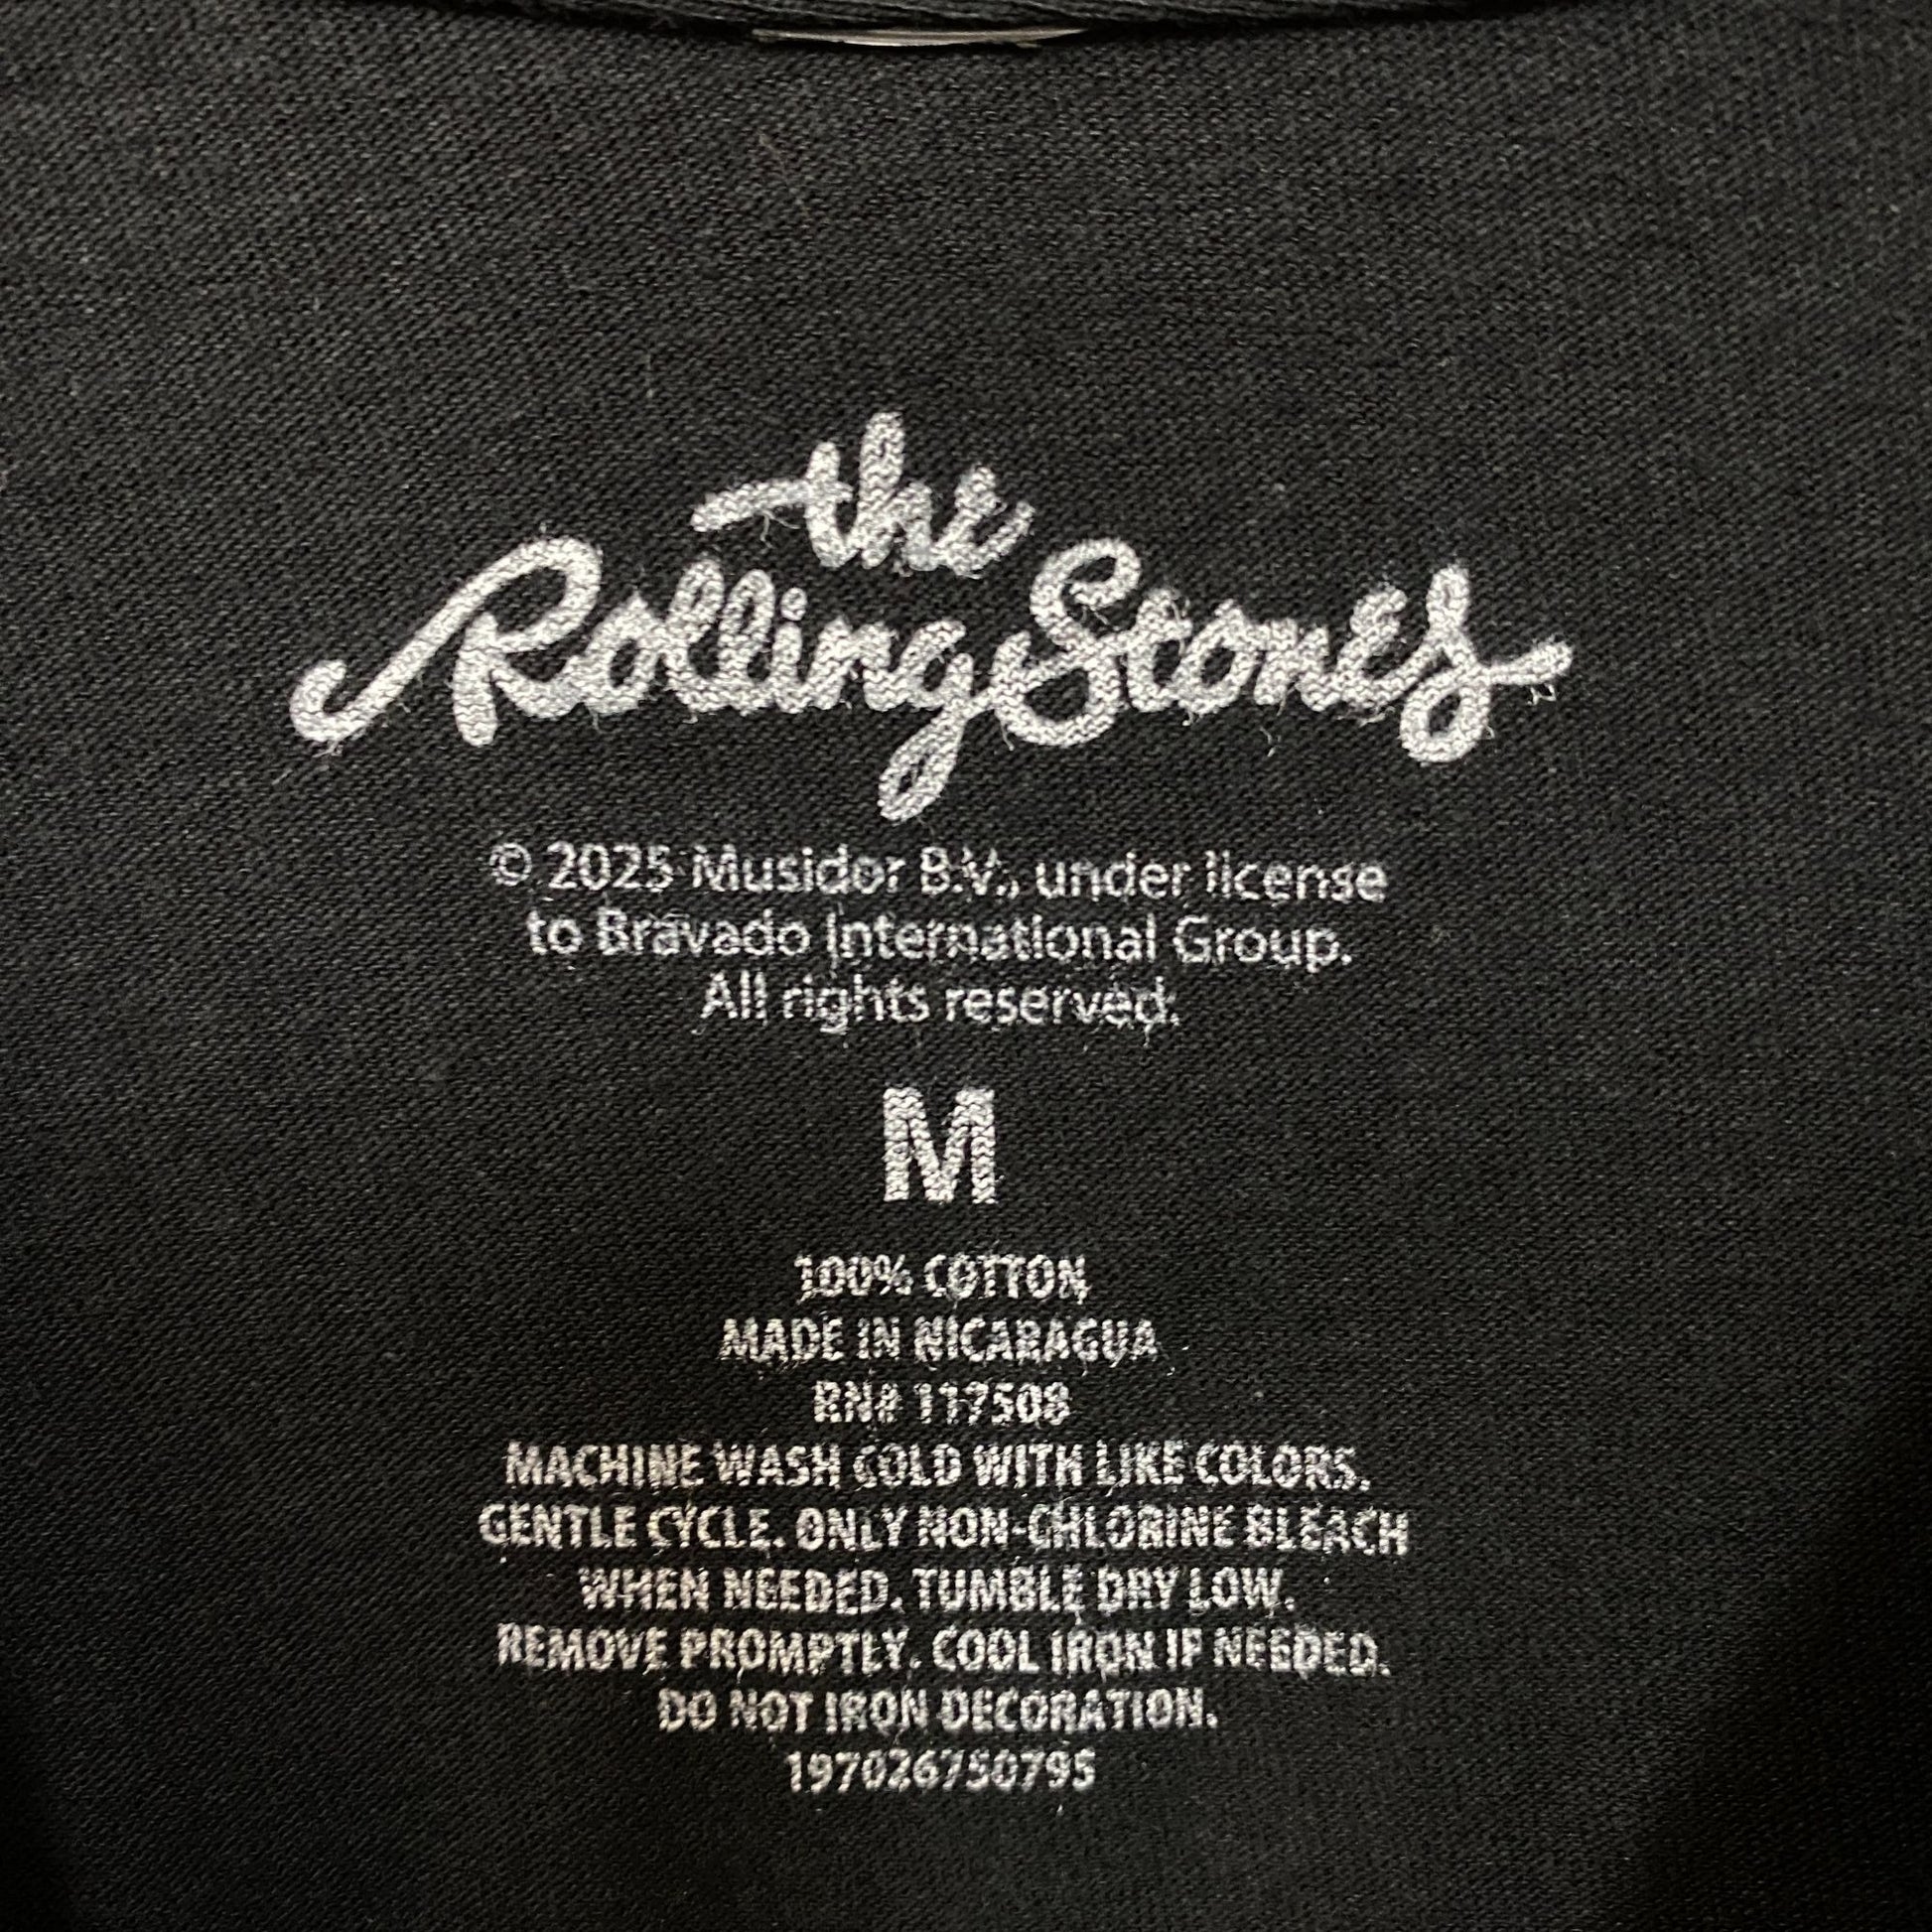 the
Rolling Stones
© 2025 Musidor B.V., under license
to Bravado International Group.
All rights reserved.
M
100% COTTON
MADE IN NICARAGUA
RN# 117508
MACHINE WASH COLD WITH LIKE COLORS.
GENTLE CYCLE. ONLY NON-CHLORINE BLEACH
WHEN NEEDED. TUMBLE DRY LOW.
REMOVE PROMPTLY. COOL IRON IF NEEDED.
DO NOT IRON DECORATION.
197026750795